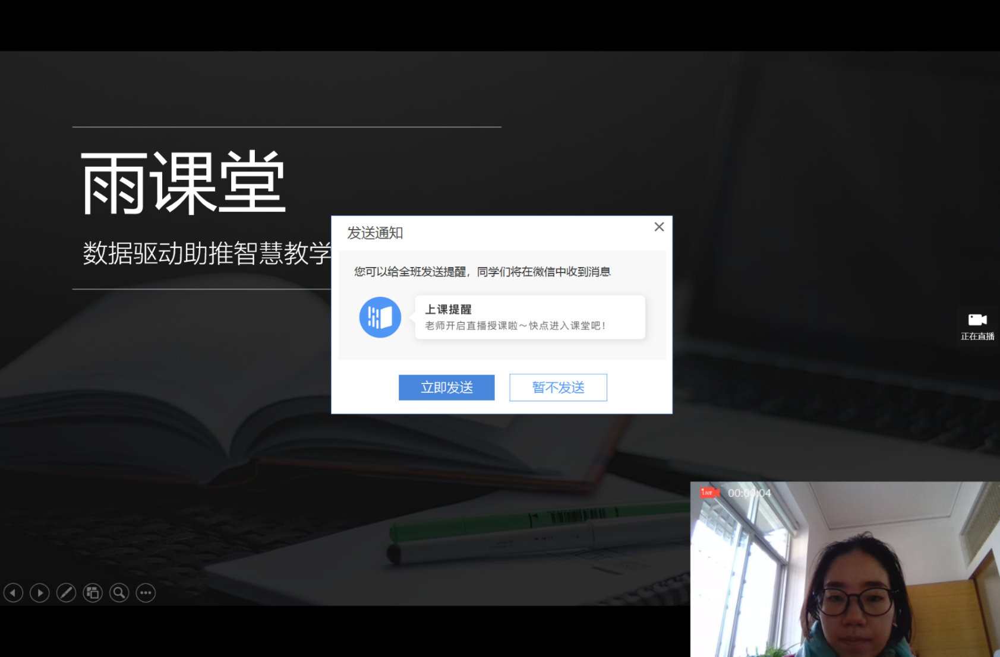 雨课堂
数据驱动助推智慧教学
发送通知
您可以给全班发送提醒，同学们将在微信中收到消息
上课提醒
老师开启直播授课啦～快点进入课堂吧！
立即发送
暂不发送
正在直播
LIVE 00:00:04